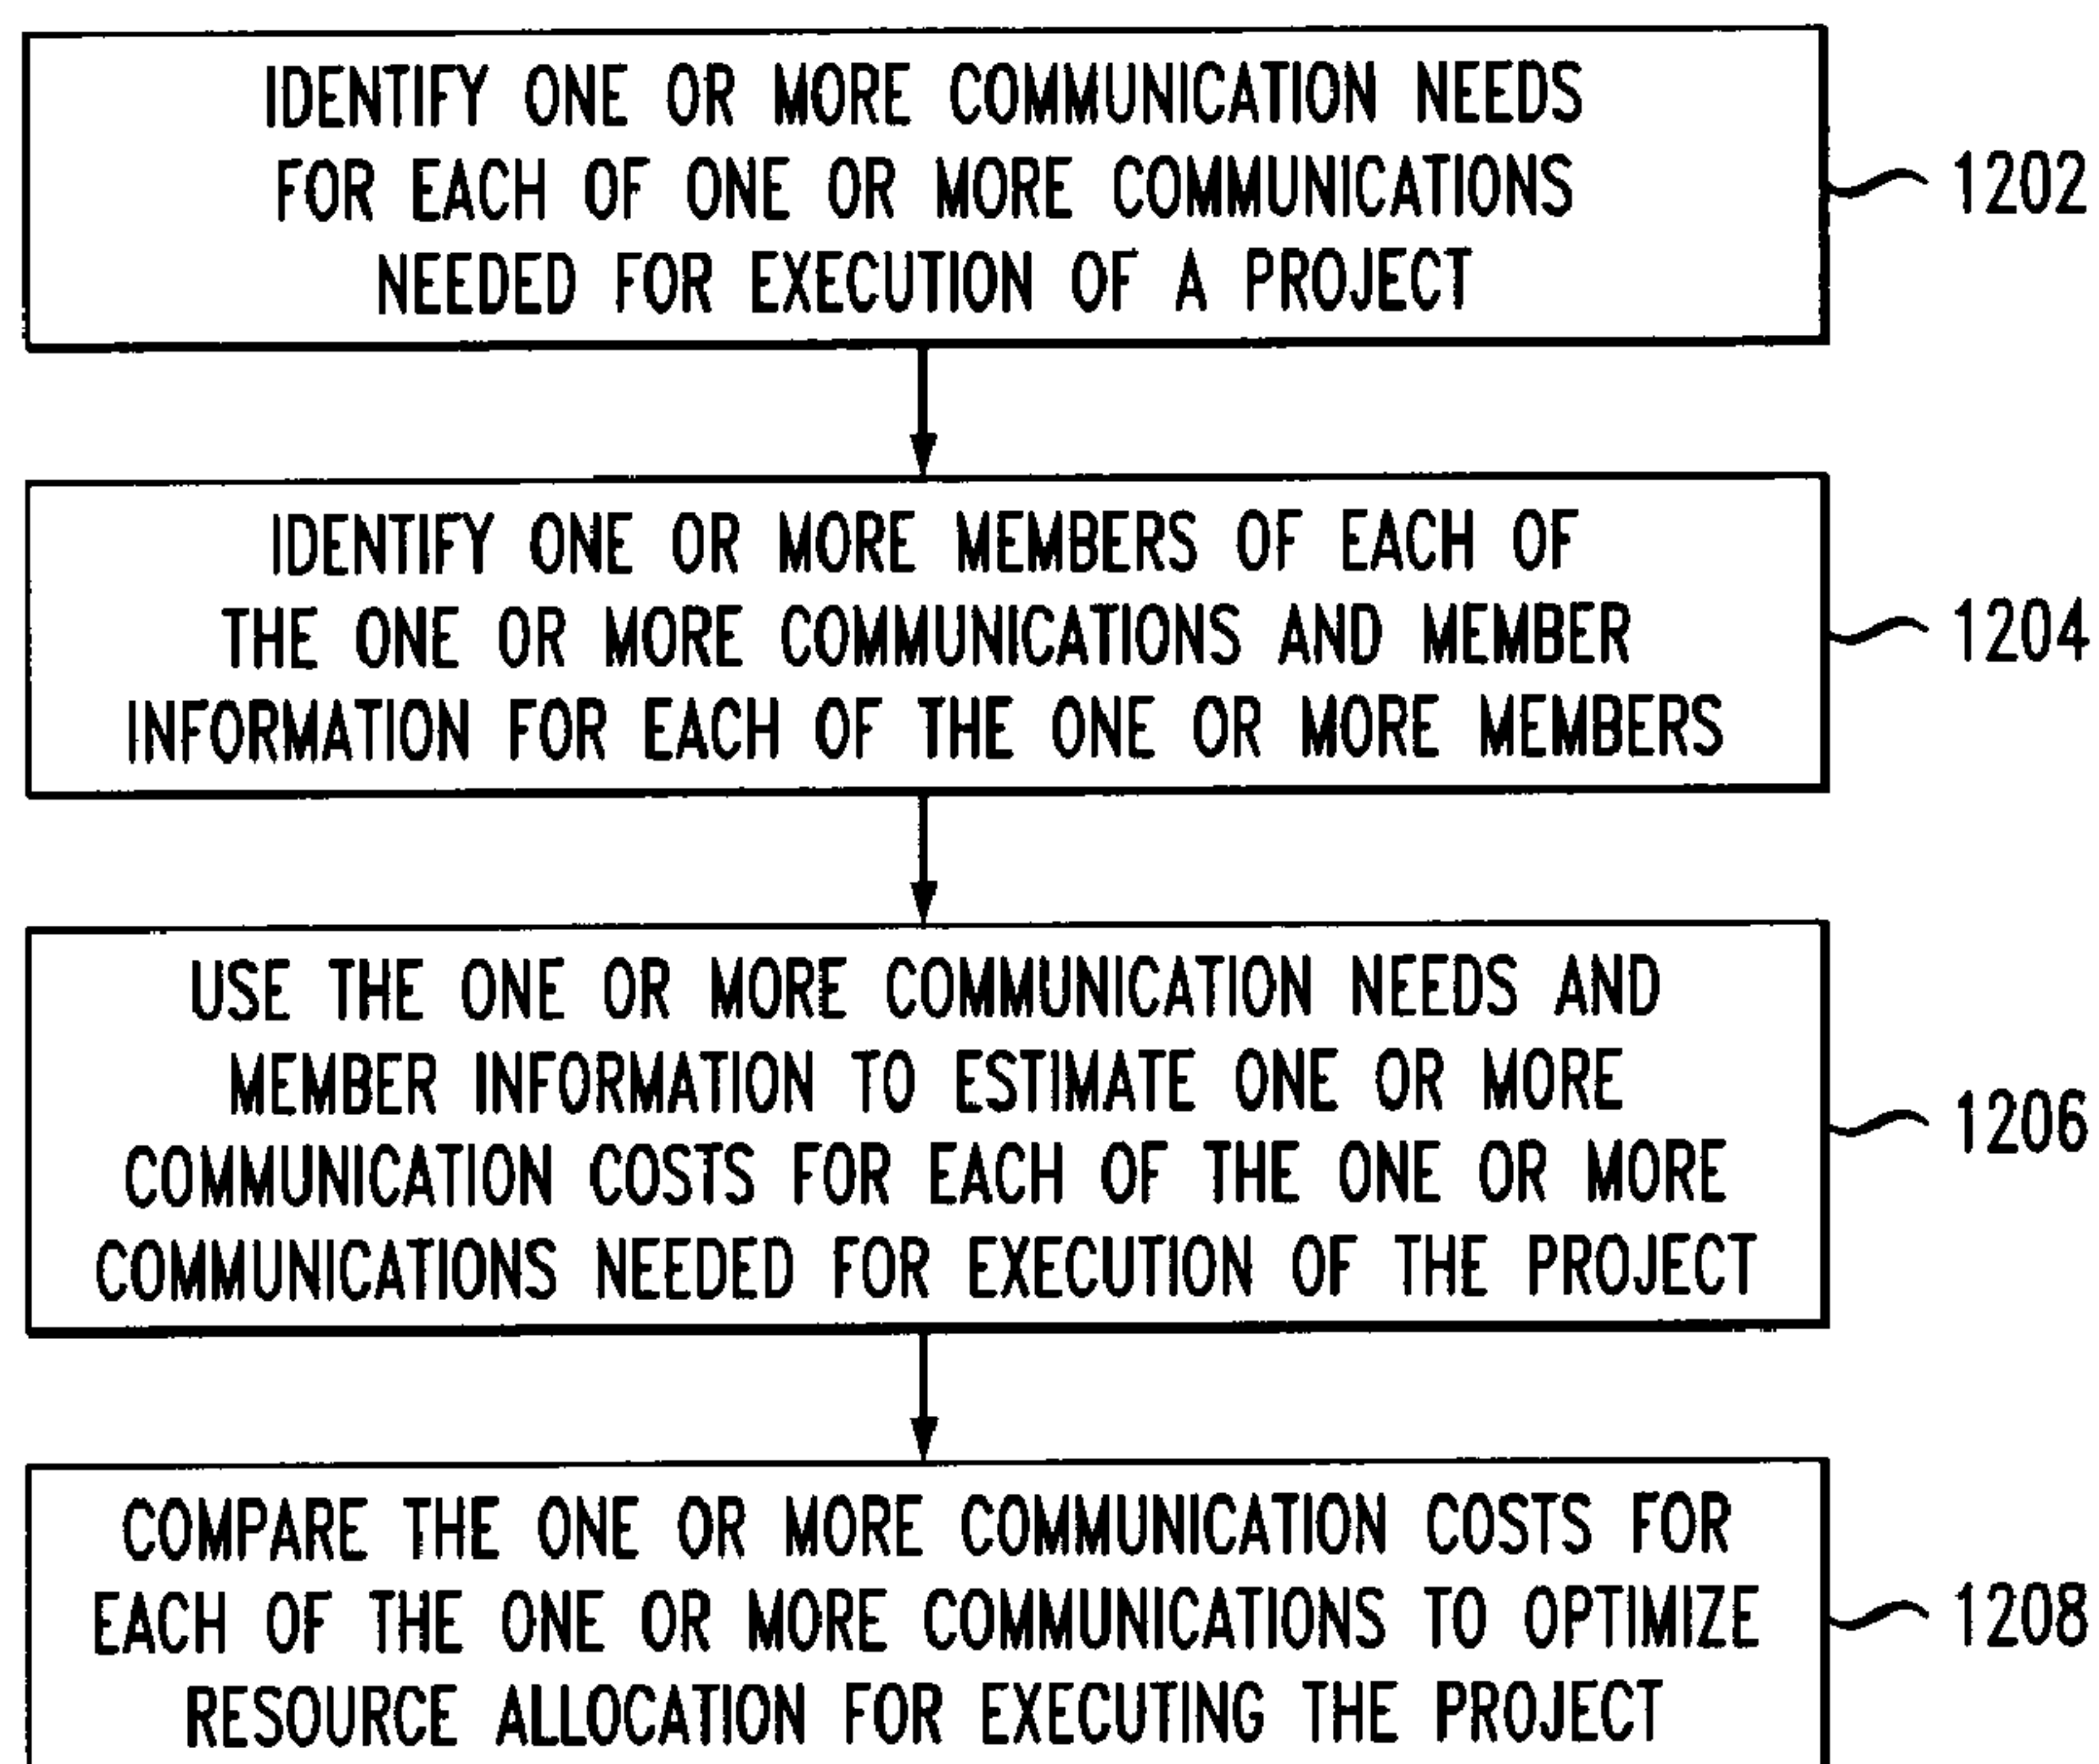 IDENTIFY ONE OR MORE COMMUNICATION NEEDS
FOR EACH OF ONE OR MORE COMMUNICATIONS
NEEDED FOR EXECUTION OF A PROJECT
1202
IDENTIFY ONE OR MORE MEMBERS OF EACH OF
THE ONE OR MORE COMMUNICATIONS AND MEMBER
INFORMATION FOR EACH OF THE ONE OR MORE MEMBERS
1204
USE THE ONE OR MORE COMMUNICATION NEEDS AND
MEMBER INFORMATION TO ESTIMATE ONE OR MORE
COMMUNICATION COSTS FOR EACH OF THE ONE OR MORE
COMMUNICATIONS NEEDED FOR EXECUTION OF THE PROJECT
1206
COMPARE THE ONE OR MORE COMMUNICATION COSTS FOR
EACH OF THE ONE OR MORE COMMUNICATIONS TO OPTIMIZE
RESOURCE ALLOCATION FOR EXECUTING THE PROJECT
1208